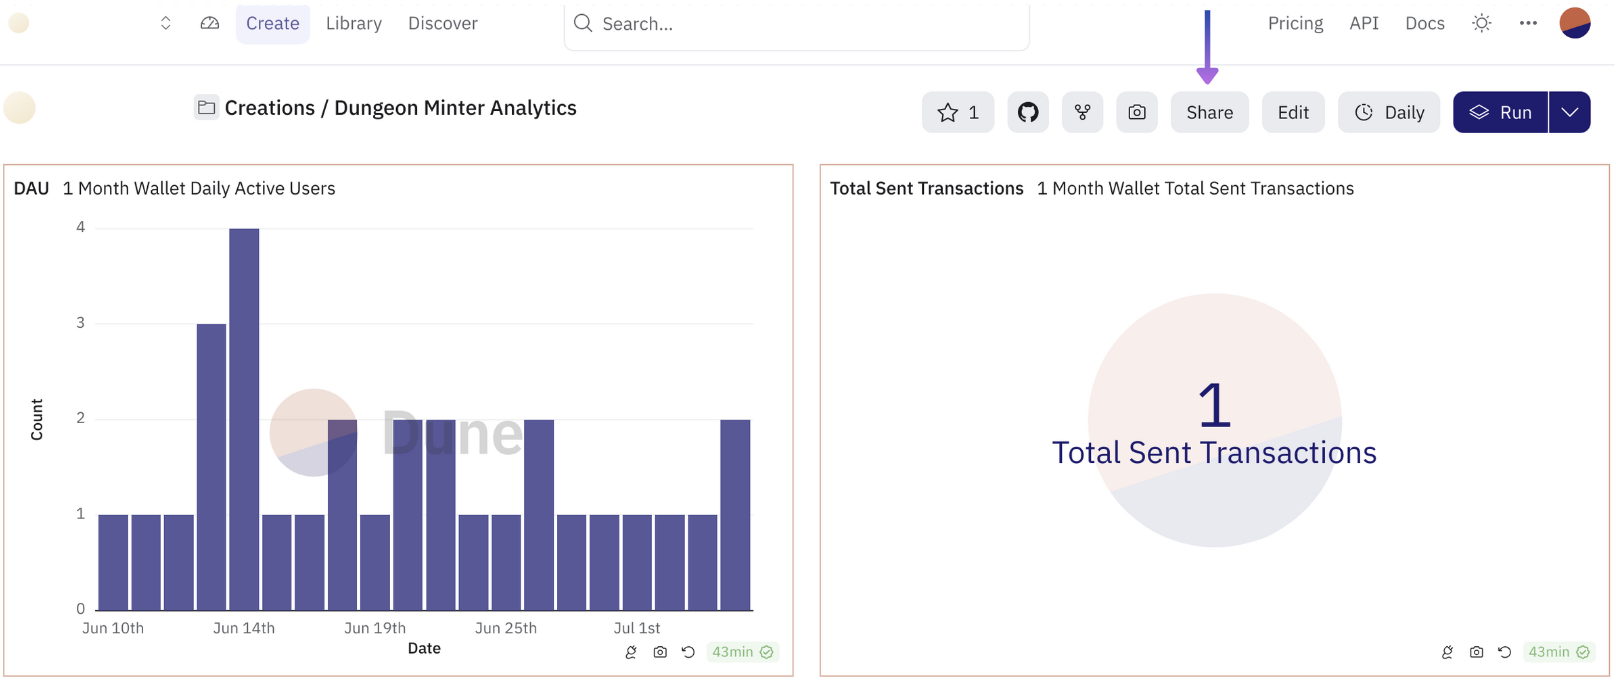 Create Library Discover Search... Pricing API Docs
Creations / Dungeon Minter Analytics
1 Share Edit Daily Run
DAU 1 Month Wallet Daily Active Users
4
3
2
1
0
Count
Dune
Jun 10th Jun 14th Jun 19th Jun 25th Jul 1st
Date
43min
Total Sent Transactions 1 Month Wallet Total Sent Transactions
1
Total Sent Transactions
43min